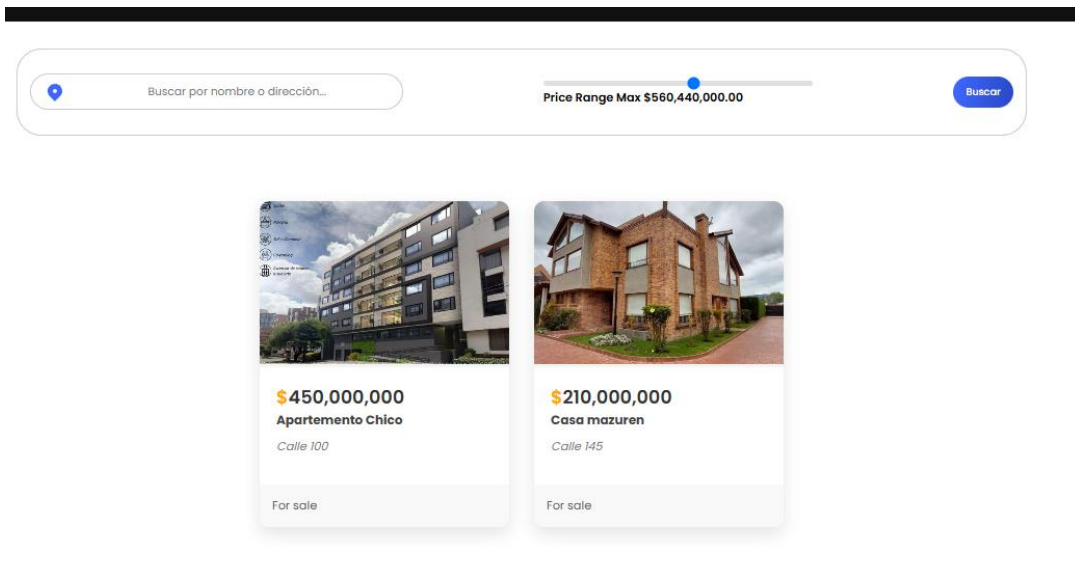 Buscar por nombre o dirección...
Price Range Max $560,440,000.00
Buscar
$450,000,000
Apartemento Chico
Calle 100
For sale
$210,000,000
Casa mazuren
Calle 145
For sale